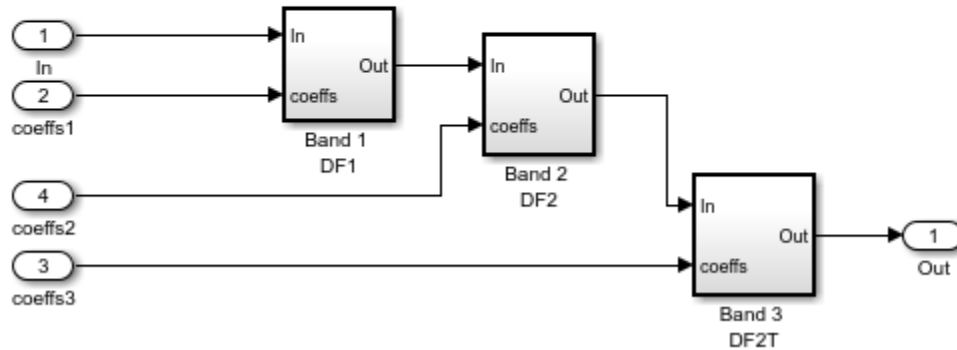 1
In
2
coeffs1
4
coeffs2
3
coeffs3
In
Out
coeffs
Band 1
DF1
In
Out
coeffs
Band 2
DF2
In
Out
coeffs
Band 3
DF2T
1
Out